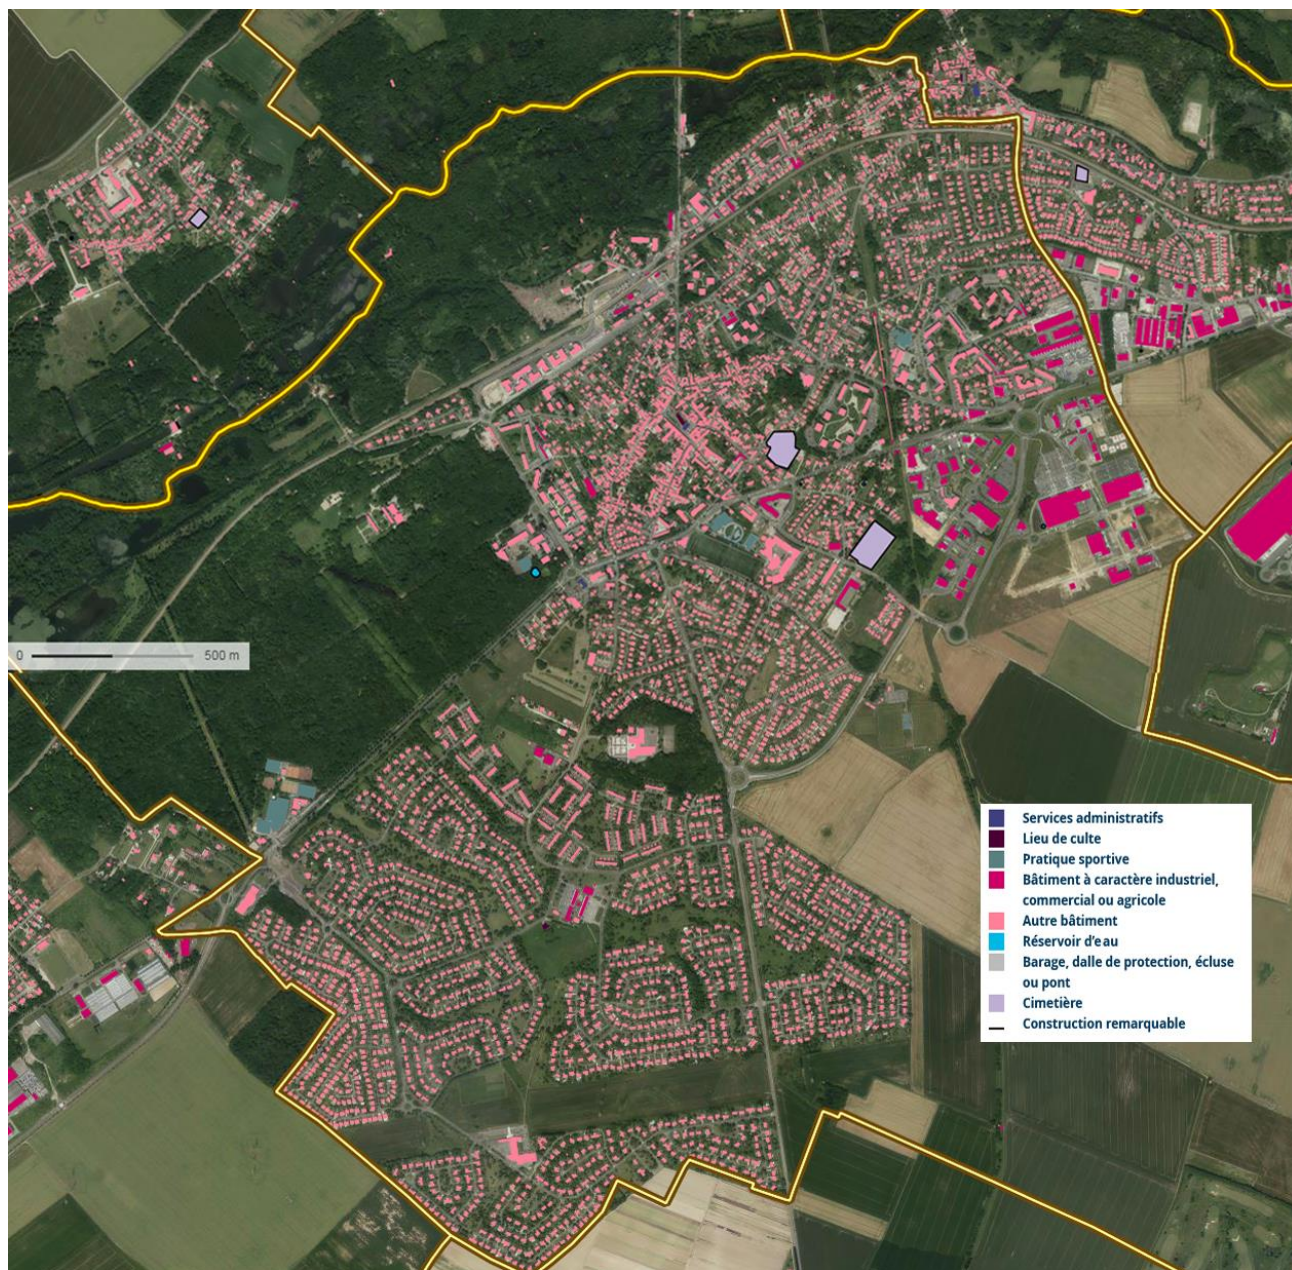 0 500 m
Services administratifs
Lieu de culte
Pratique sportive
Bâtiment à caractère industriel,
commercial ou agricole
Autre bâtiment
Réservoir d'eau
Barage, dalle de protection, écluse
ou pont
Cimetière
Construction remarquable